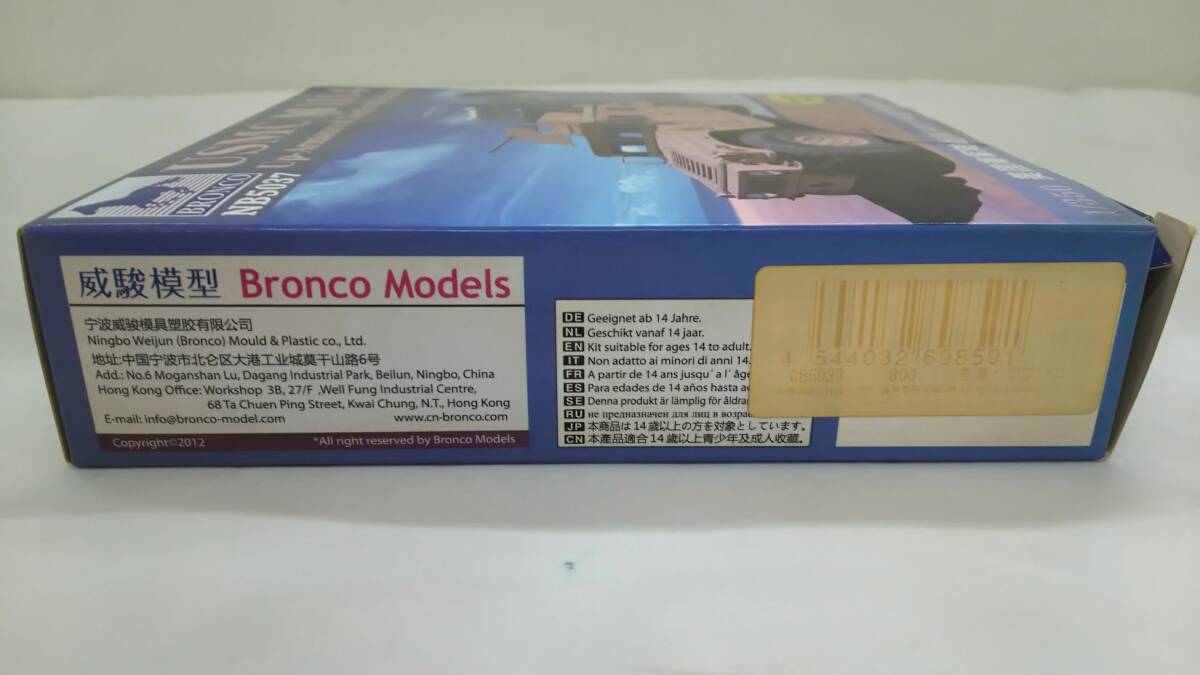 USMC
BRONCO
NB5037
威駿模型 Bronco Models
宁波威骏模具塑胶有限公司
Ningbo Weijun (Bronco) Mould & Plastic co., Ltd.
地址:中国宁波市北仑区大港工业城莫干山路6号
Add.: No.6 Moganshan Lu, Dagang Industrial Park, Beilun, Ningbo, China
Hong Kong Office: Workshop 3B, 27/F ,Well Fung Industrial Centre,
68 Ta Chuen Ping Street, Kwai Chung, N.T., Hong Kong
E-mail: info@bronco-model.com www.cn-bronco.com
Copyright©2012 *All right reserved by Bronco Models
DE Geeignet ab 14 Jahre.
NL Geschikt vanaf 14 jaar.
EN Kit suitable for ages 14 to adult.
IT Non adatto ai minori di anni 14.
FR A partir de 14 ans jusqu´a l´âge
ES Para edades de 14 años hasta
SE Denna produkt är lämplig för
RU не предназначен для лиц в
JP 本商品は14歳以上の方を対象としています。
CN 本產品適合14歲以上青少年及成人收藏。
4 544032 698591
CB5037 800